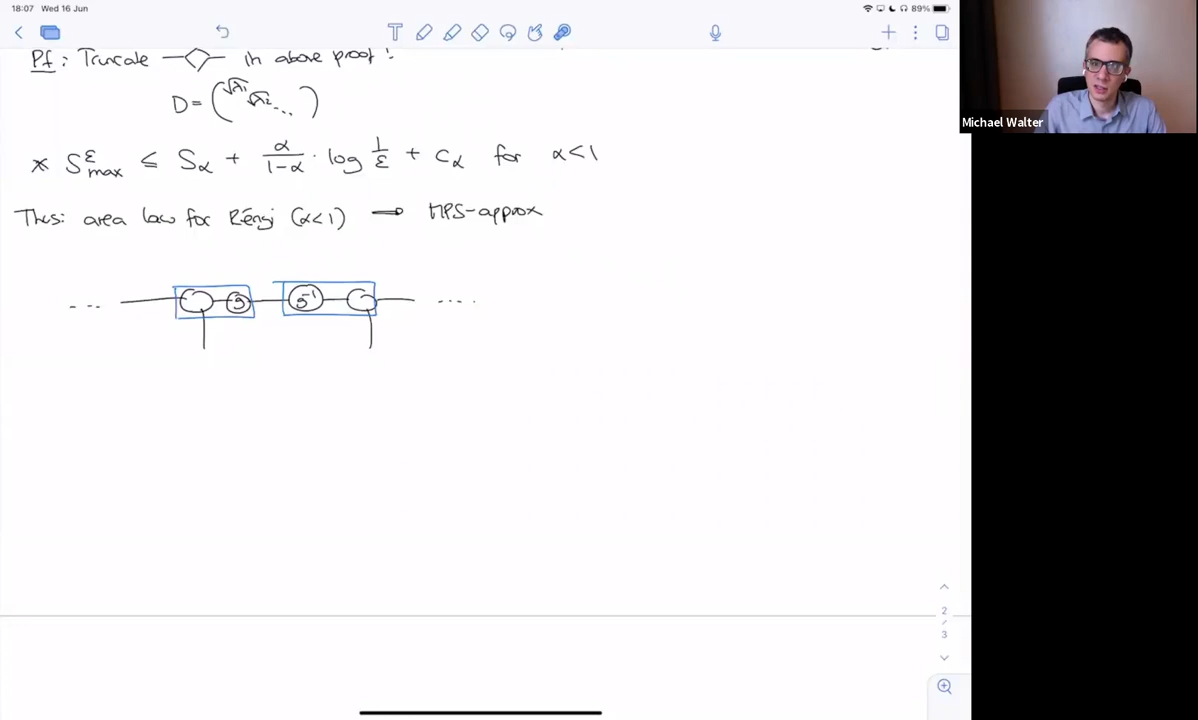 18:07 Wed 16 Jun
89%
Pf: Truncate in above proof!
D = (√λ1 √λ2 ...)
* S^ε_max ≤ S_α + α/(1-α) · log 1/ε + C_α for α<1
Thus: area law for Rényi (α<1) → MPS-approx
... g g⁻¹ ....
Michael Walter
2
/
3